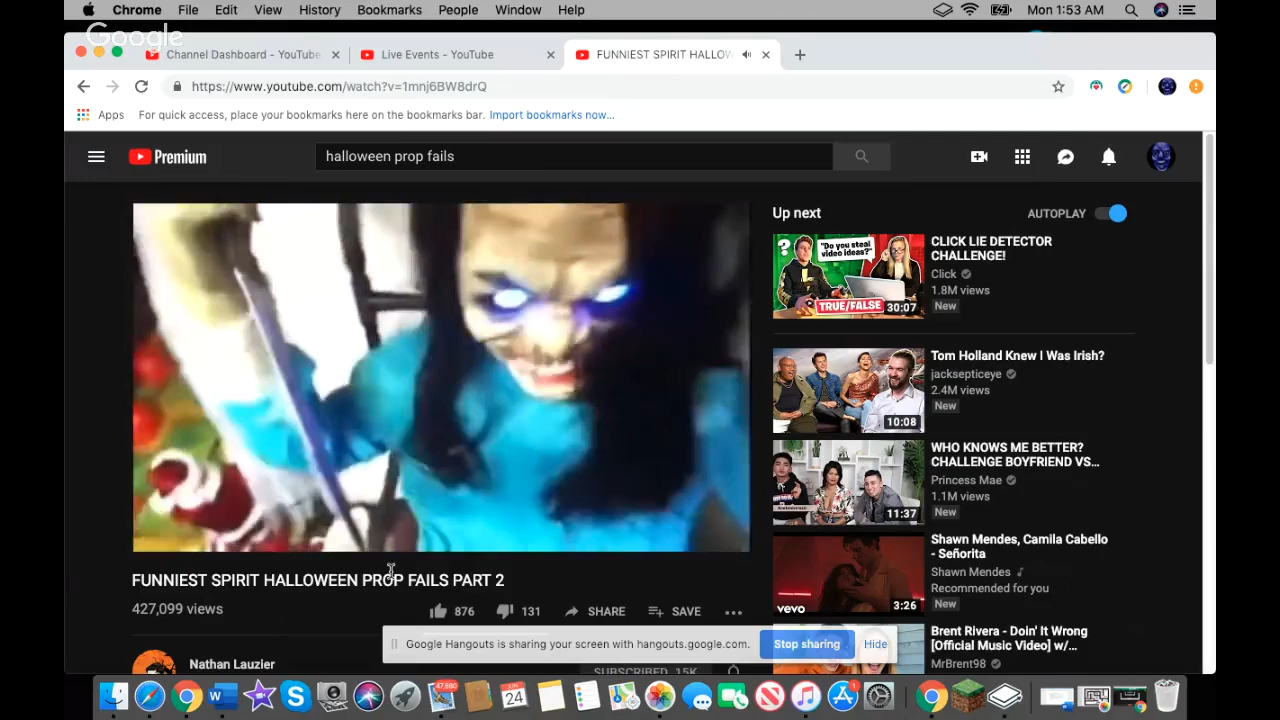 Chrome File Edit View History Bookmarks People Window Help Mon 1:53 AM
Google
Channel Dashboard - YouTube
Live Events - YouTube
FUNNIEST SPIRIT HALLOW
https://www.youtube.com/watch?v=1mnj6BW8drQ
Apps For quick access, place your bookmarks here on the bookmarks bar. Import bookmarks now...
Premium
halloween prop fails
Up next
AUTOPLAY
"Do you steal video ideas?"
TRUE/FALSE
30:07
CLICK LIE DETECTOR
CHALLENGE!
Click
1.8M views
New
10:08
Tom Holland Knew I Was Irish?
jacksepticeye
2.4M views
New
11:37
WHO KNOWS ME BETTER?
CHALLENGE BOYFRIEND VS...
Princess Mae
1.1M views
New
vevo
3:26
Shawn Mendes, Camila Cabello
- Señorita
Shawn Mendes
Recommended for you
New
Brent Rivera - Doin' It Wrong
[Official Music Video] w/...
MrBrent98
FUNNIEST SPIRIT HALLOWEEN PROP FAILS PART 2
427,099 views
876
131
SHARE
SAVE
Google Hangouts is sharing your screen with hangouts.google.com. Stop sharing Hide
Nathan Lauzier
SUBSCRIBED 15K
JUN
24